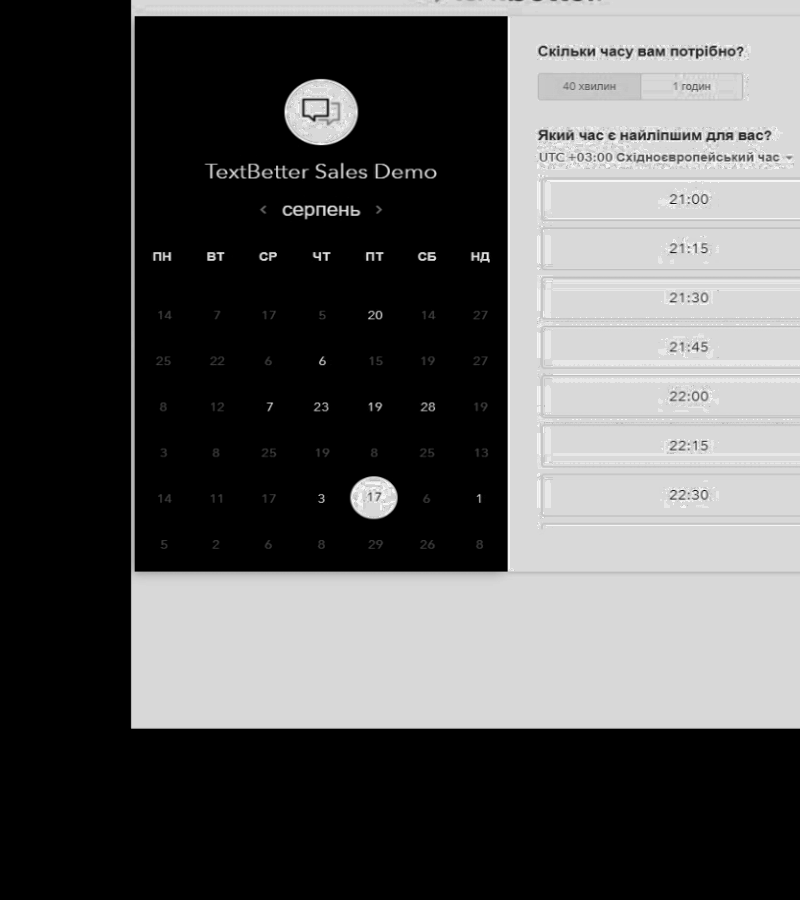 TextBetter Sales Demo
‹ серпень ›
ПН ВТ СР ЧТ ПТ СБ НД
14 7 17 5 20 14 27
25 22 6 6 15 19 27
8 12 7 23 19 28 19
3 8 25 19 8 25 13
14 11 17 3 17 6 1
5 2 6 8 29 26 8
Скільки часу вам потрібно?
40 хвилин 1 годин
Який час є найліпшим для вас?
UTC +03:00 Східноєвропейський час
21:00
21:15
21:30
21:45
22:00
22:15
22:30